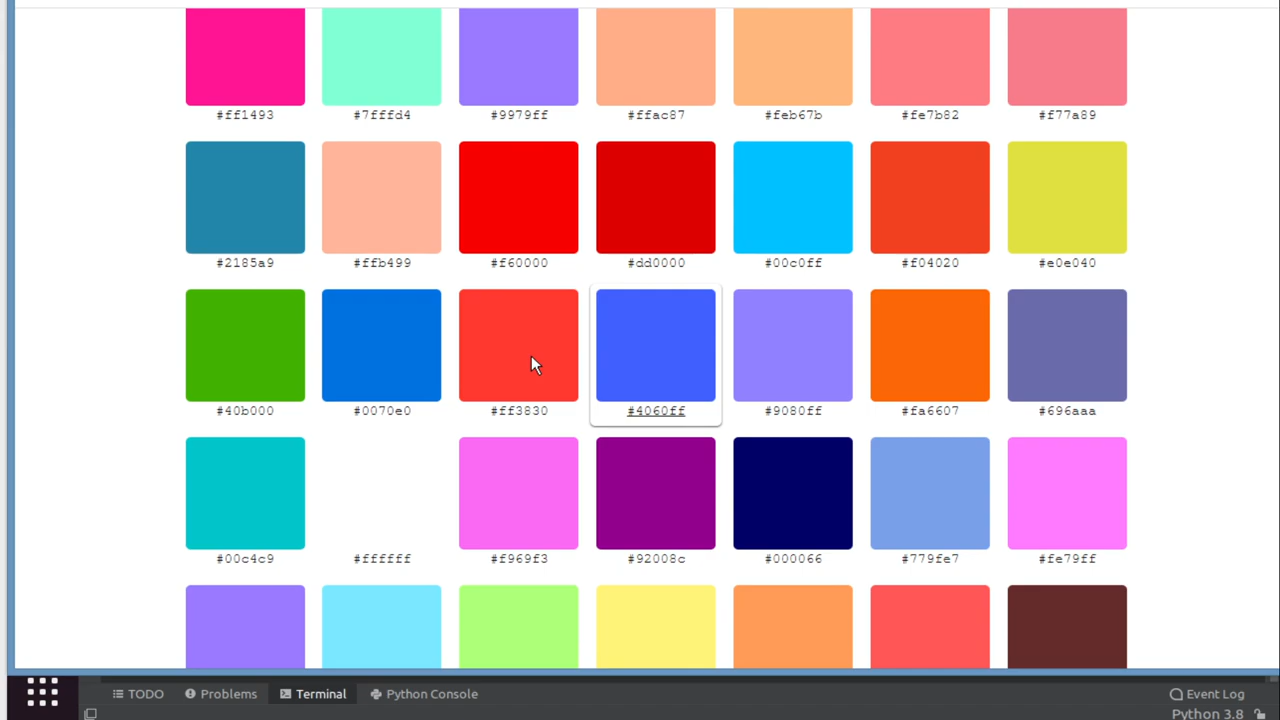 #ff1493 #7fffd4 #9979ff #ffac87 #feb67b #fe7b82 #f77a89
#2185a9 #ffb499 #f60000 #dd0000 #00c0ff #f04020 #e0e040
#40b000 #0070e0 #ff3830 #4060ff #9080ff #fa6607 #696aaa
#00c4c9 #ffffff #f969f3 #92008c #000066 #779fe7 #fe79ff
TODO Problems Terminal Python Console Event Log
Python 3.8